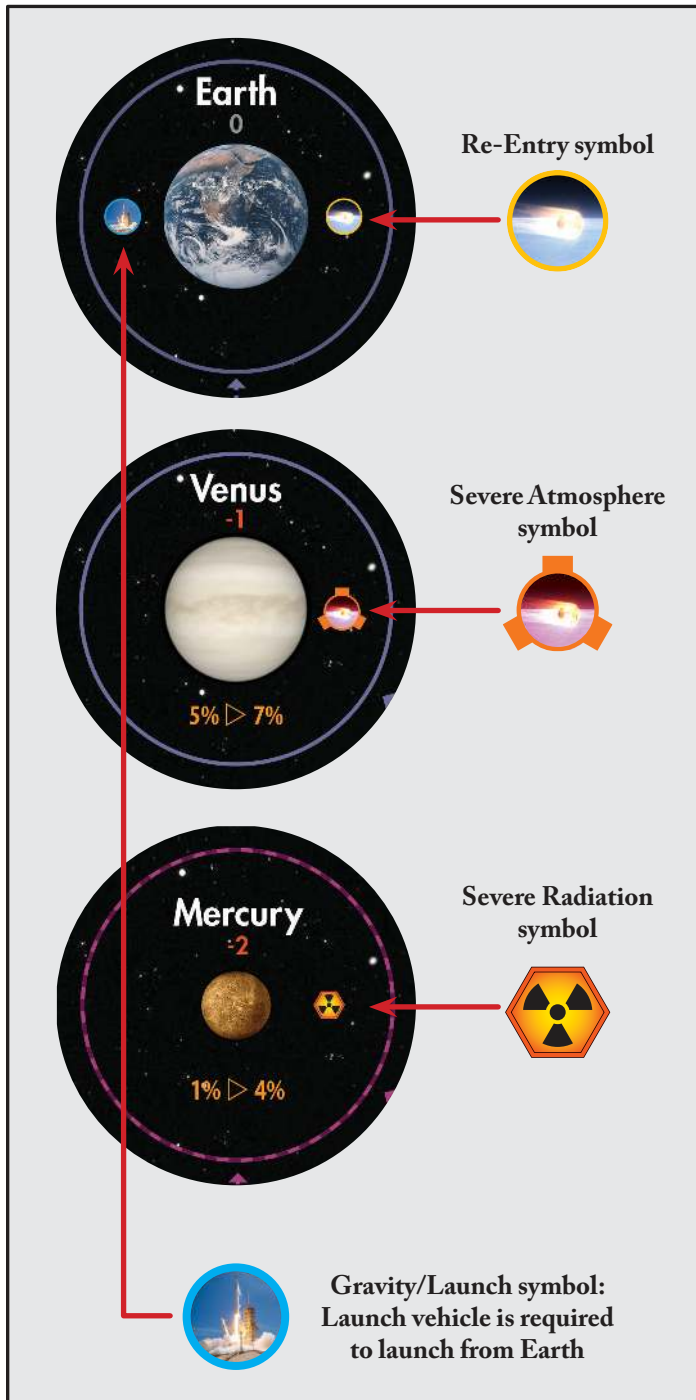 Earth
0
Re-Entry symbol
Venus
-1
5% ▷ 7%
Severe Atmosphere
symbol
Mercury
-2
1% ▷ 4%
Severe Radiation
symbol
Gravity/Launch symbol:
Launch vehicle is required
to launch from Earth